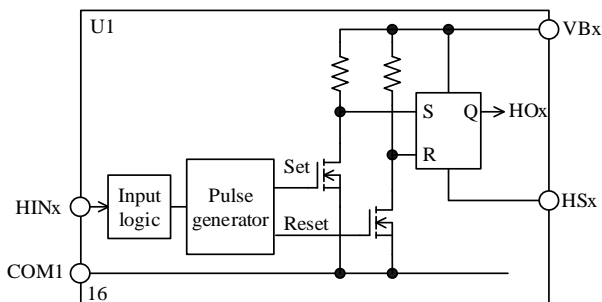 U1
VBx
S
Q
HOx
R
Set
Input
logic
Pulse
generator
HINx
HSx
Reset
COM1
16